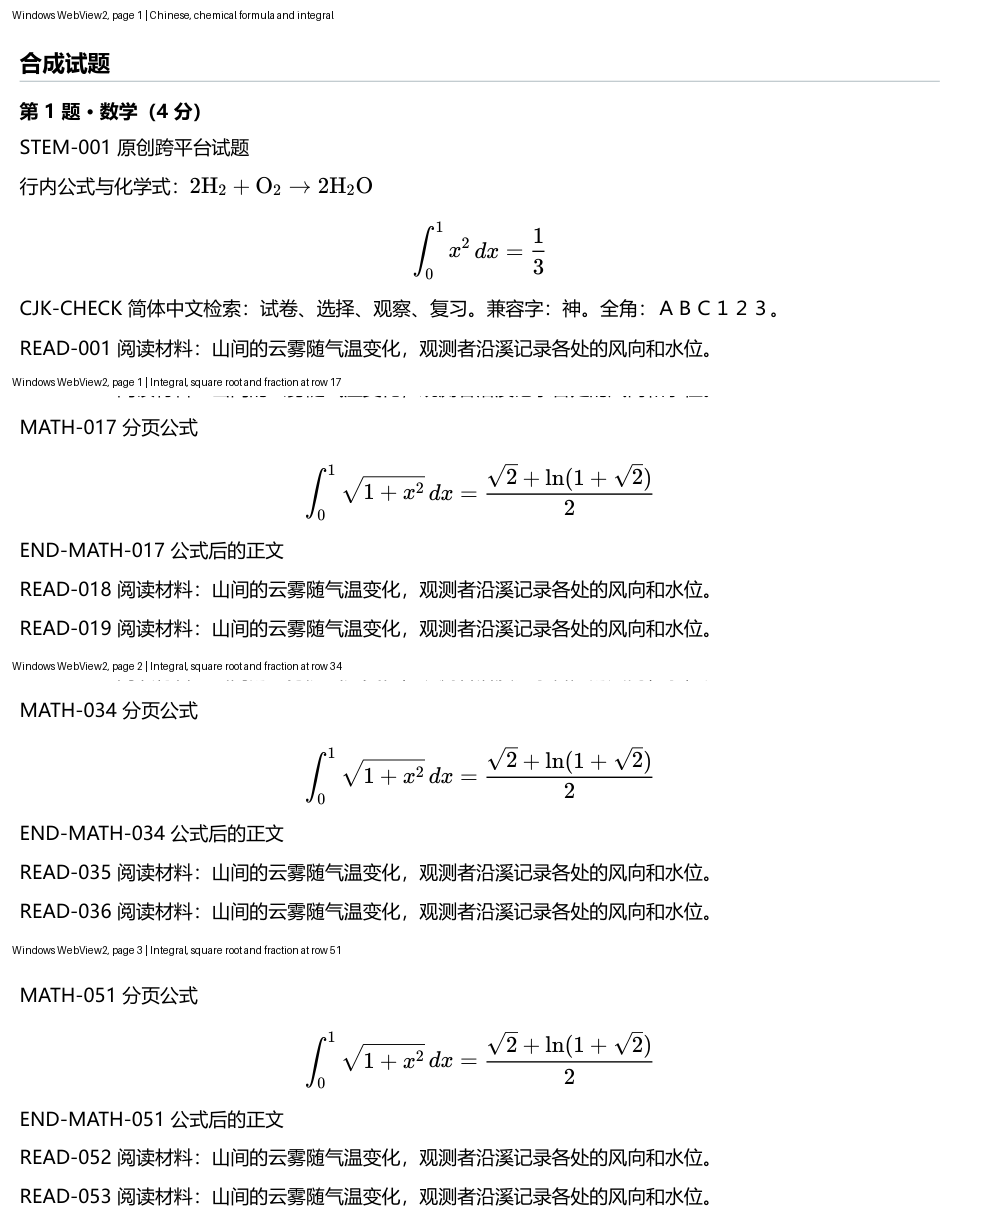 Windows WebView2, page 1 | Chinese, chemical formula and integral
合成试题
第 1 题 · 数学（4 分）
STEM-001 原创跨平台试题
行内公式与化学式：2H₂ + O₂ → 2H₂O
∫₀¹ x² dx = 1/3
CJK-CHECK 简体中文检索：试卷、选择、观察、复习。兼容字：神。全角：ＡＢＣ１２３。
READ-001 阅读材料：山间的云雾随气温变化，观测者沿溪记录各处的风向和水位。
Windows WebView2, page 1 | Integral, square root and fraction at row 17
MATH-017 分页公式
∫₀¹ √(1 + x²) dx = (√2 + ln(1 + √2))/2
END-MATH-017 公式后的正文
READ-018 阅读材料：山间的云雾随气温变化，观测者沿溪记录各处的风向和水位。
READ-019 阅读材料：山间的云雾随气温变化，观测者沿溪记录各处的风向和水位。
Windows WebView2, page 2 | Integral, square root and fraction at row 34
MATH-034 分页公式
∫₀¹ √(1 + x²) dx = (√2 + ln(1 + √2))/2
END-MATH-034 公式后的正文
READ-035 阅读材料：山间的云雾随气温变化，观测者沿溪记录各处的风向和水位。
READ-036 阅读材料：山间的云雾随气温变化，观测者沿溪记录各处的风向和水位。
Windows WebView2, page 3 | Integral, square root and fraction at row 51
MATH-051 分页公式
∫₀¹ √(1 + x²) dx = (√2 + ln(1 + √2))/2
END-MATH-051 公式后的正文
READ-052 阅读材料：山间的云雾随气温变化，观测者沿溪记录各处的风向和水位。
READ-053 阅读材料：山间的云雾随气温变化，观测者沿溪记录各处的风向和水位。